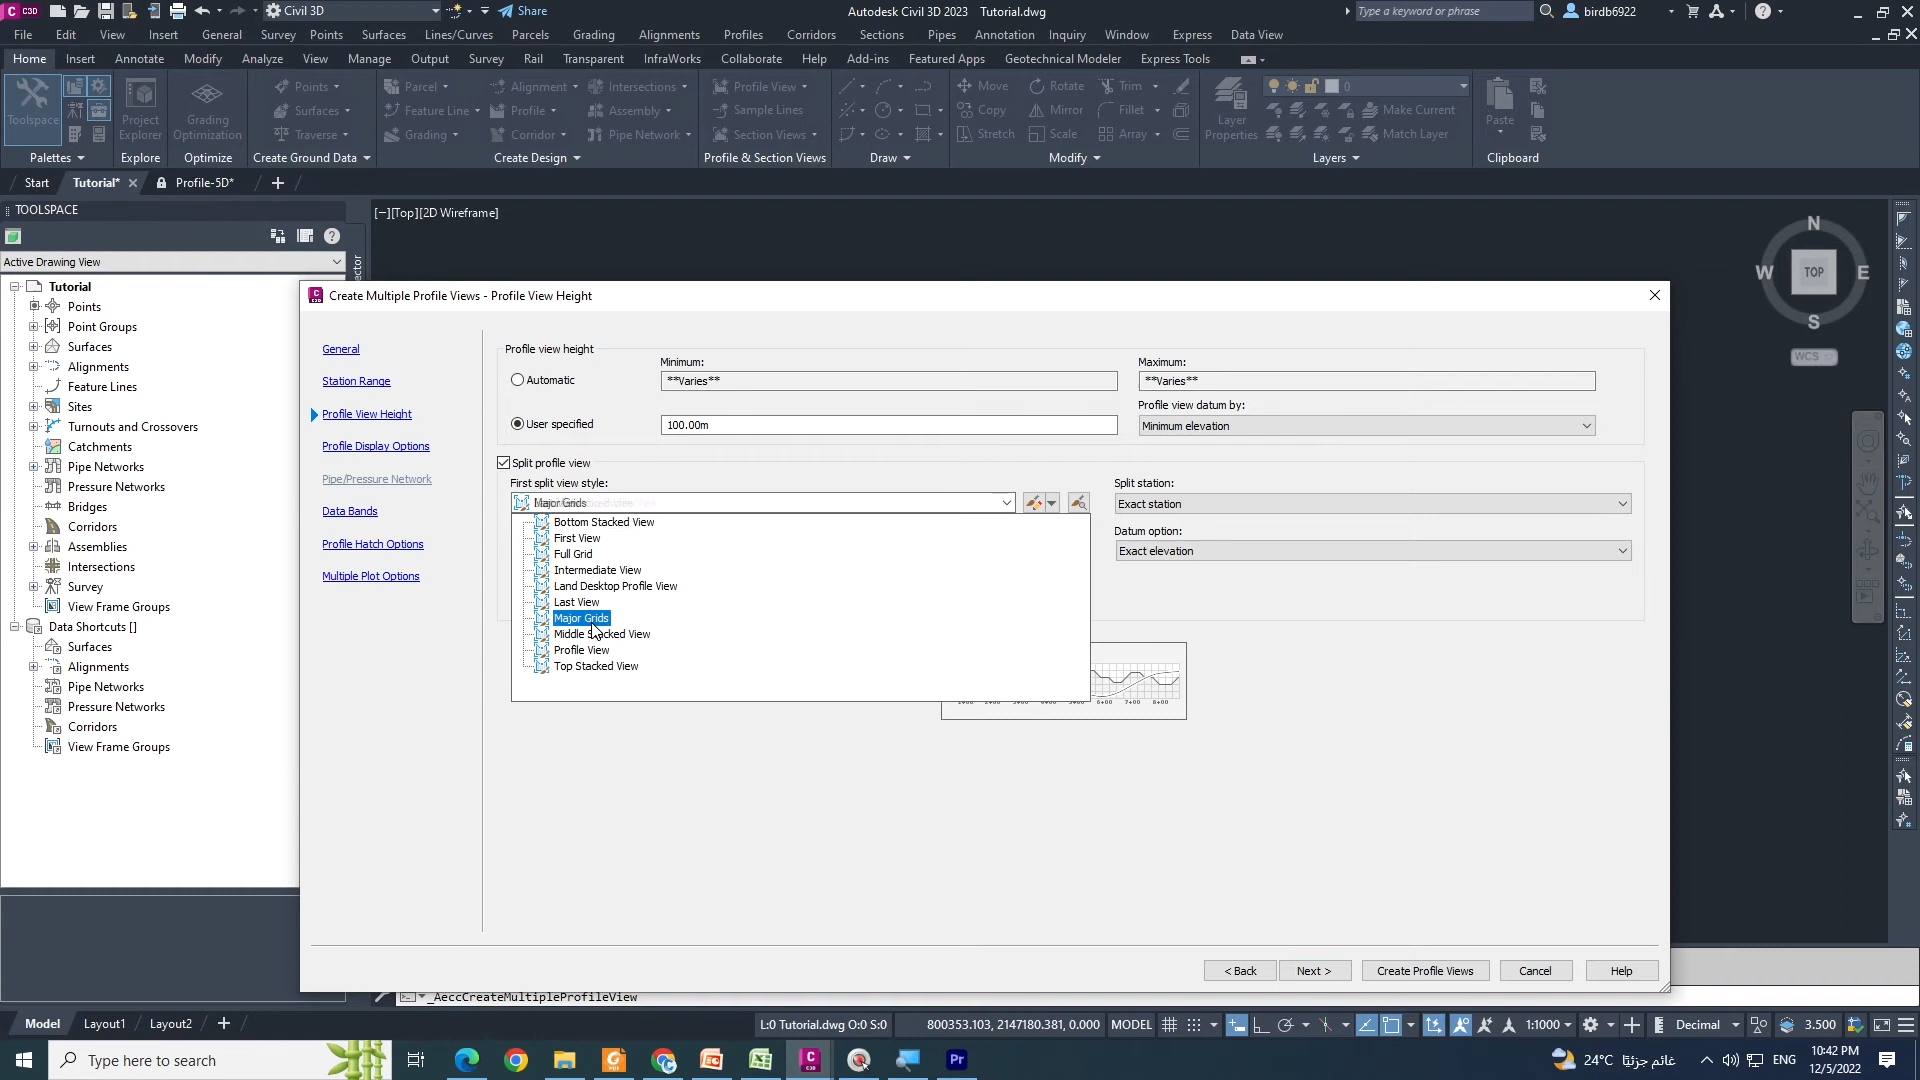 C3D
Civil 3D
Share
Autodesk Civil 3D 2023 Tutorial.dwg
Type a keyword or phrase
birdb6922
File Edit View Insert General Survey Points Surfaces Lines/Curves Parcels Grading Alignments Profiles Corridors Sections Pipes Annotation Inquiry Window Express Data View
Home Insert Annotate Modify Analyze View Manage Output Survey Rail Transparent InfraWorks Collaborate Help Add-ins Featured Apps Geotechnical Modeler Express Tools
Points Parcel Alignment Intersections Profile View Move Rotate Trim 0
Toolspace Project Explorer Grading Optimization Surfaces Feature Line Profile Assembly Sample Lines Copy Mirror Fillet Layer Properties Make Current Paste
Traverse Grading Corridor Pipe Network Section Views Stretch Scale Array Match Layer
Palettes Explore Optimize Create Ground Data Create Design Profile & Section Views Draw Modify Layers Clipboard
Start Tutorial* Profile-5D*
TOOLSPACE
[−][Top][2D Wireframe]
Active Drawing View
N
W TOP E
S
WCS
Tutorial
Points
Point Groups
Surfaces
Alignments
Feature Lines
Sites
Turnouts and Crossovers
Catchments
Pipe Networks
Pressure Networks
Bridges
Corridors
Assemblies
Intersections
Survey
View Frame Groups
Data Shortcuts []
Surfaces
Alignments
Pipe Networks
Pressure Networks
Corridors
View Frame Groups
Create Multiple Profile Views - Profile View Height
General
Station Range
Profile View Height
Profile Display Options
Pipe/Pressure Network
Data Bands
Profile Hatch Options
Multiple Plot Options
Profile view height
Minimum: Maximum:
Automatic **Varies** **Varies**
Profile view datum by:
User specified 100.00m Minimum elevation
Split profile view
First split view style: Split station:
Major Grids Exact station
Datum option:
Exact elevation
Bottom Stacked View
First View
Full Grid
Intermediate View
Land Desktop Profile View
Last View
Major Grids
Middle Stacked View
Profile View
Top Stacked View
6+00 7+00 8+00
< Back Next > Create Profile Views Cancel Help
_AeccCreateMultipleProfileView
Model Layout1 Layout2 L:0 Tutorial.dwg O:0 S:0 800353.103, 2147180.381, 0.000 MODEL 1:1000 Decimal 3.500
Type here to search
24°C غائم جزئيًا
ENG
10:42 PM
12/5/2022